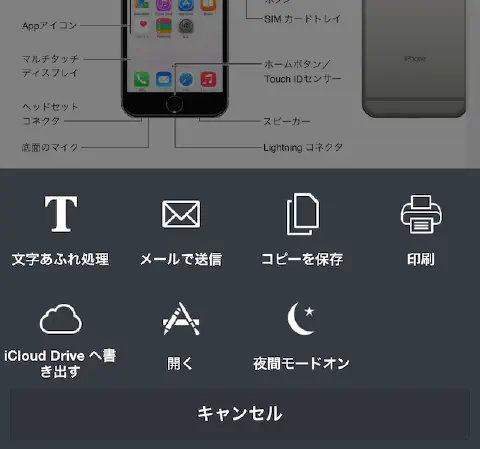 ボタン
Appアイコン
SIM カードトレイ
マルチタッチ
ディスプレイ
ホームボタン／
Touch IDセンサー
iPhone
ヘッドセット
コネクタ
スピーカー
底面のマイク
Lightning コネクタ
T
文字あふれ処理
メールで送信
コピーを保存
印刷
iCloud Drive へ書
き出す
開く
夜間モードオン
キャンセル